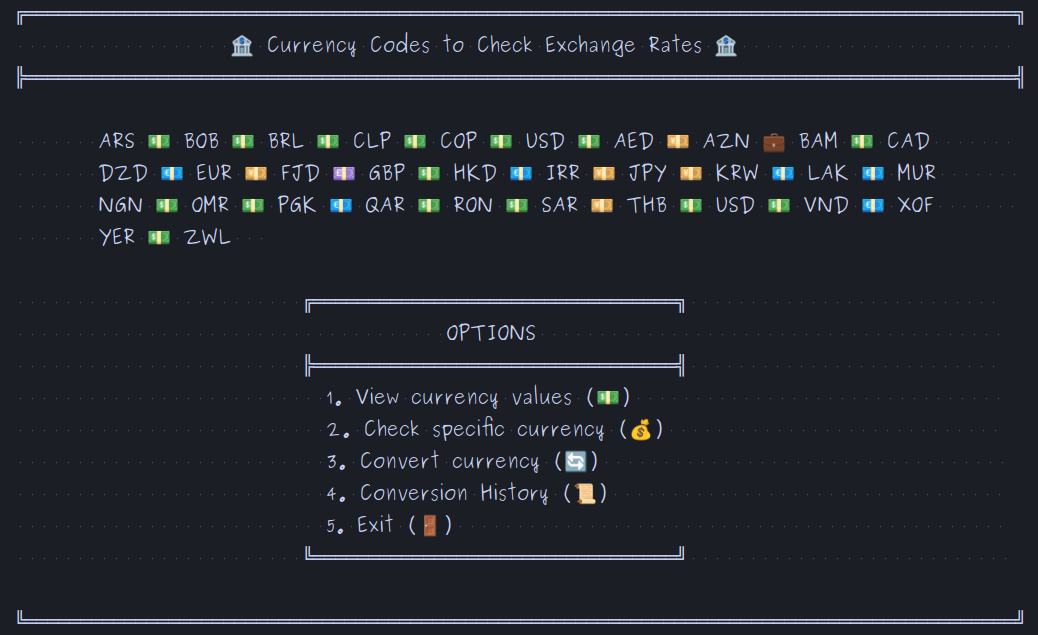 🏦 Currency Codes to Check Exchange Rates 🏦
ARS 💵 BOB 💵 BRL 💵 CLP 💵 COP 💵 USD 💵 AED 💴 AZN 💼 BAM 💵 CAD
DZD 💶 EUR 💴 FJD 💷 GBP 💵 HKD 💶 IRR 💴 JPY 💴 KRW 💶 LAK 💶 MUR
NGN 💵 OMR 💵 PGK 💶 QAR 💵 RON 💵 SAR 💴 THB 💵 USD 💵 VND 💶 XOF
YER 💵 ZWL
OPTIONS
1. View currency values (💵)
2. Check specific currency (💰)
3. Convert currency (🔄)
4. Conversion History (📜)
5. Exit (🚪)